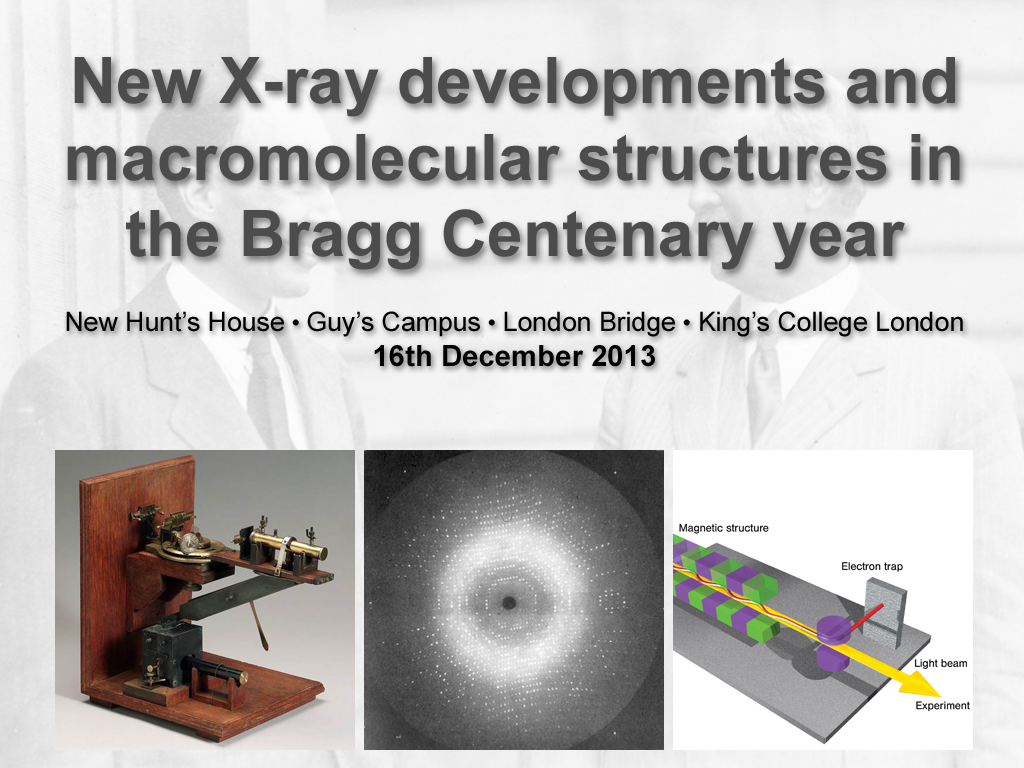 New X-ray developments and
macromolecular structures in
the Bragg Centenary year
New Hunt’s House • Guy’s Campus • London Bridge • King’s College London
16th December 2013
Magnetic structure
Electron trap
Light beam
Experiment